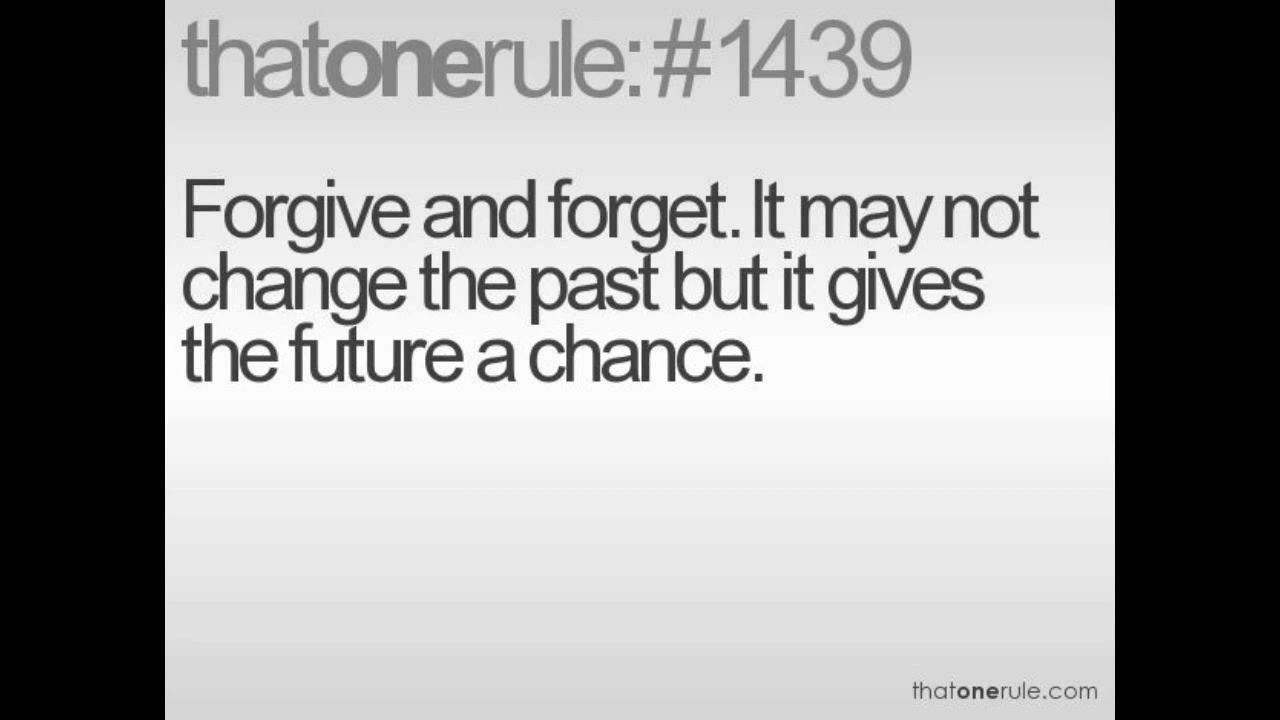 thatonerule: #1439
Forgive and forget. It may not
change the past but it gives
the future a chance.
thatonerule.com